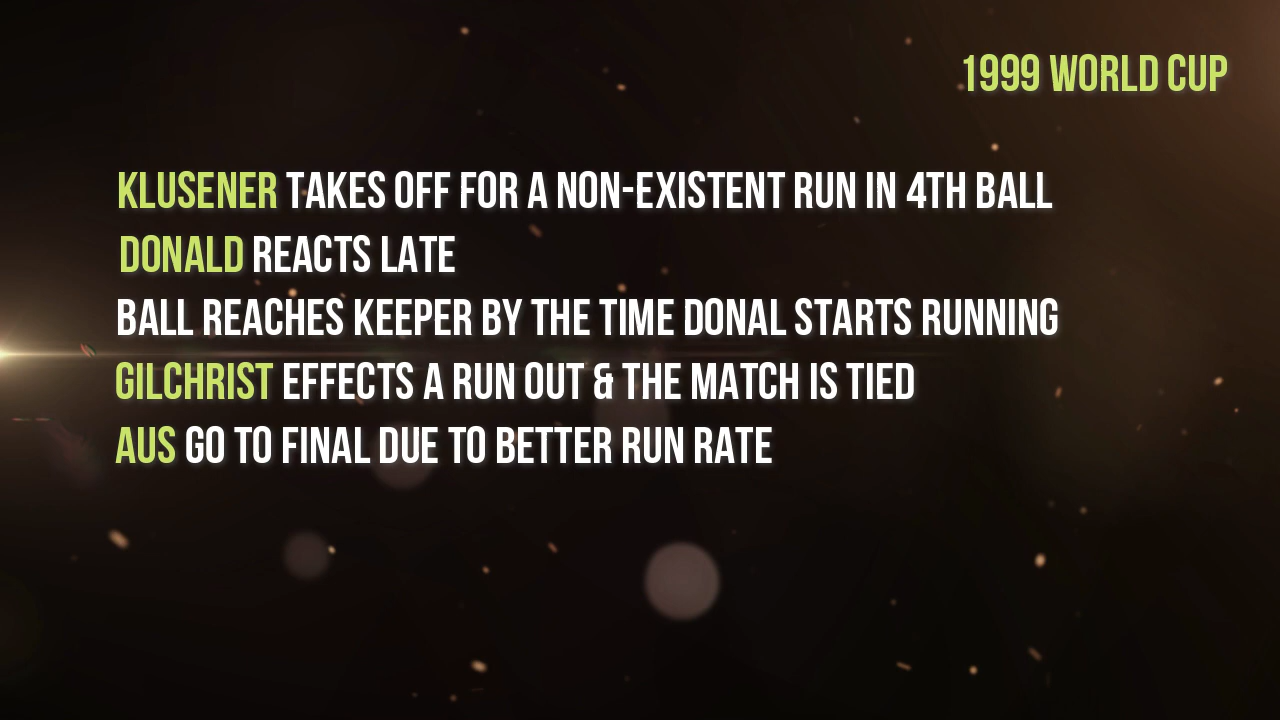 1999 WORLD CUP
KLUSENER TAKES OFF FOR A NON-EXISTENT RUN IN 4TH BALL
DONALD REACTS LATE
BALL REACHES KEEPER BY THE TIME DONAL STARTS RUNNING
GILCHRIST EFFECTS A RUN OUT & THE MATCH IS TIED
AUS GO TO FINAL DUE TO BETTER RUN RATE